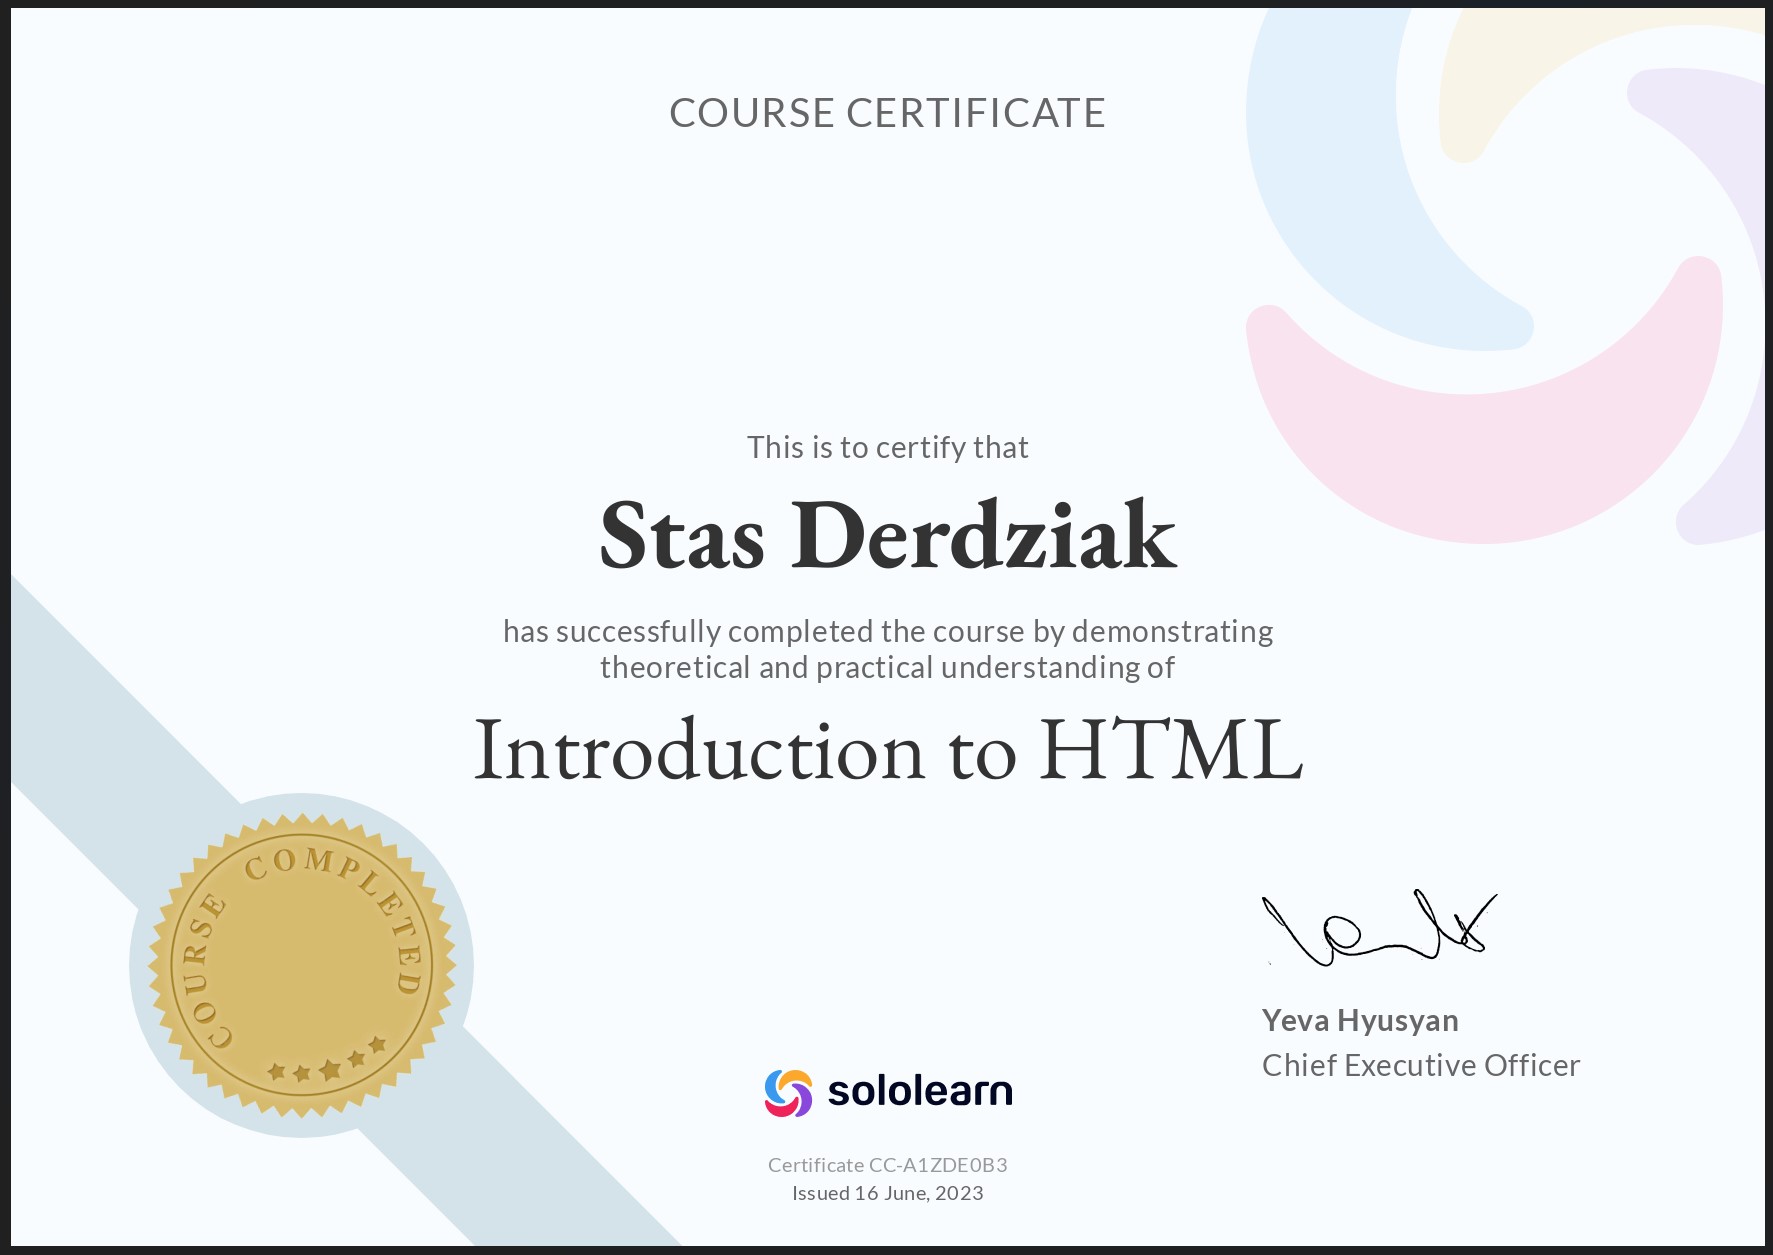 COURSE CERTIFICATE
This is to certify that
Stas Derdziak
has successfully completed the course by demonstrating
theoretical and practical understanding of
Introduction to HTML
COURSE COMPLETED
Yeva Hyusyan
Chief Executive Officer
sololearn
Certificate CC-A1ZDE0B3
Issued 16 June, 2023